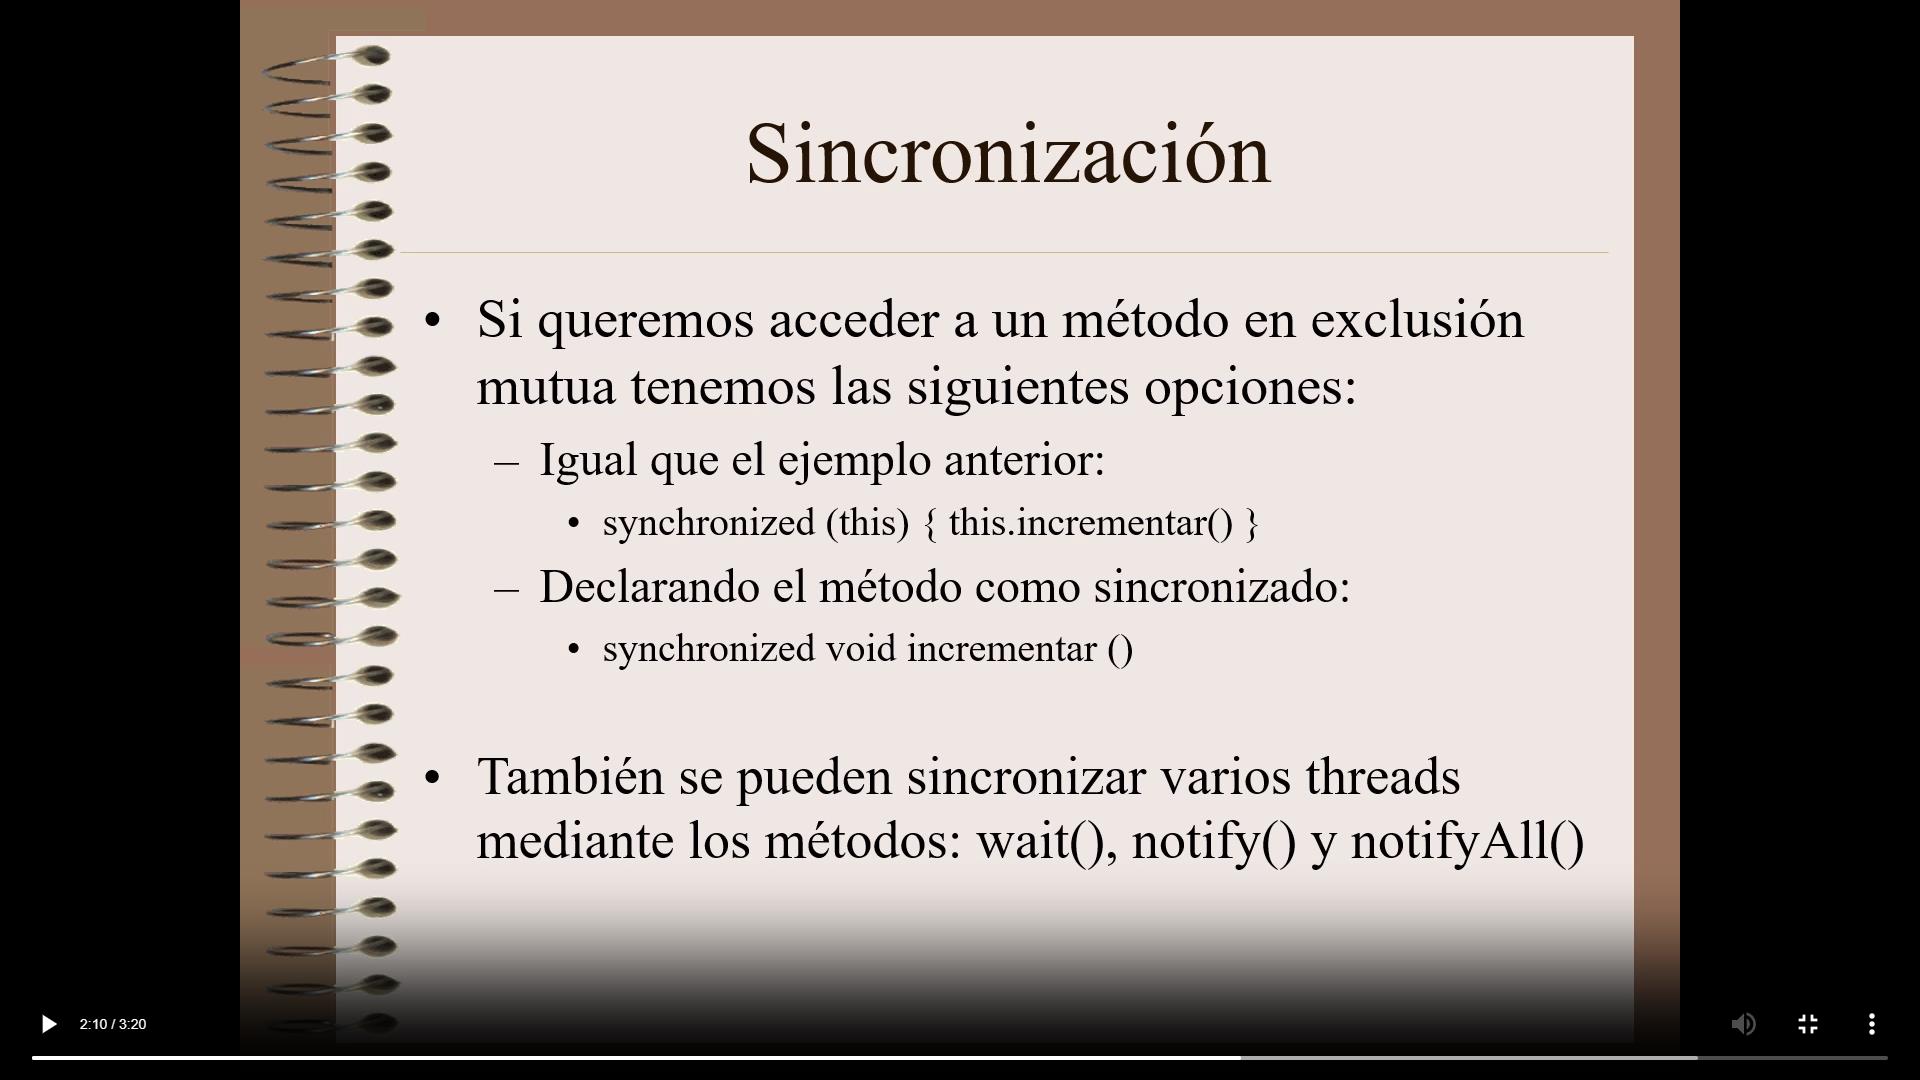 Sincronización
• Si queremos acceder a un método en exclusión
mutua tenemos las siguientes opciones:
– Igual que el ejemplo anterior:
• synchronized (this) { this.incrementar() }
– Declarando el método como sincronizado:
• synchronized void incrementar ()
• También se pueden sincronizar varios threads
mediante los métodos: wait(), notify() y notifyAll()
2:10 / 3:20